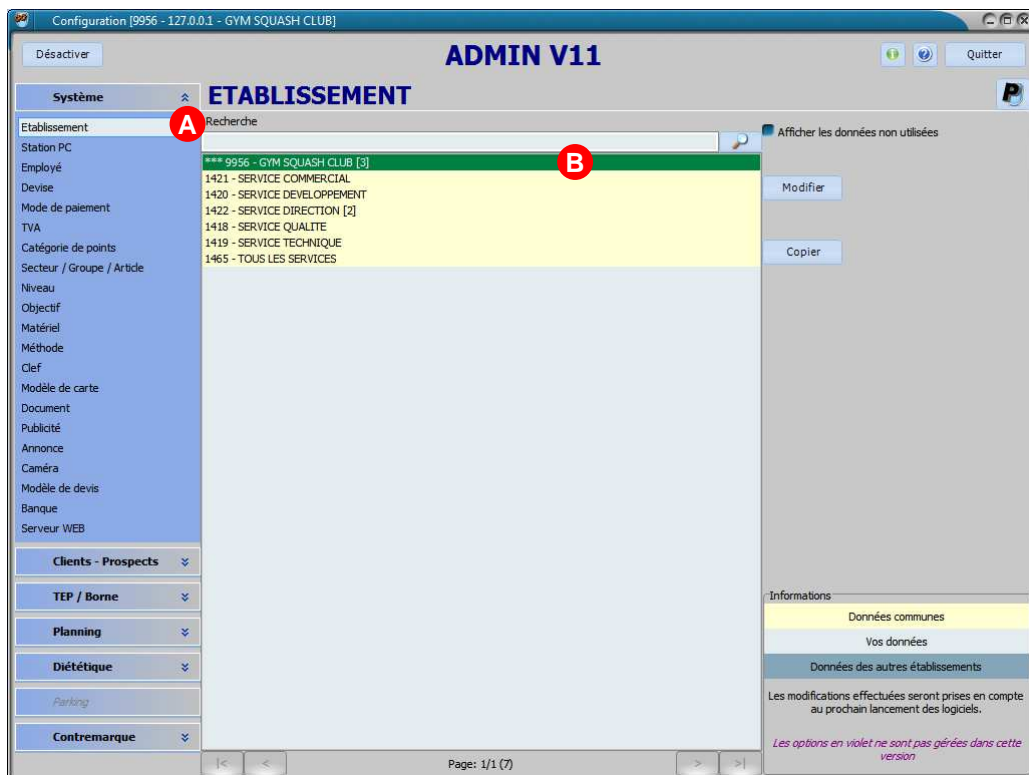 Configuration [9956 - 127.0.0.1 - GYM SQUASH CLUB]
Désactiver
ADMIN V11
Quitter
Système
ETABLISSEMENT
Etablissement
A
Recherche
Afficher les données non utilisées
Station PC
Employé
Devise
Mode de paiement
TVA
Catégorie de points
Secteur / Groupe / Article
Niveau
Objectif
Matériel
Méthode
Clef
Modèle de carte
Document
Publicité
Annonce
Caméra
Modèle de devis
Banque
Serveur WEB
Clients - Prospects
TEP / Borne
Planning
Diététique
Parking
Contremarque
*** 9956 - GYM SQUASH CLUB [3]
B
1421 - SERVICE COMMERCIAL
1420 - SERVICE DEVELOPPEMENT
1422 - SERVICE DIRECTION [2]
1418 - SERVICE QUALITE
1419 - SERVICE TECHNIQUE
1465 - TOUS LES SERVICES
|< < Page: 1/1 (7) > >|
Modifier
Copier
Informations
Données communes
Vos données
Données des autres établissements
Les modifications effectuées seront prises en compte
au prochain lancement des logiciels.
Les options en violet ne sont pas gérées dans cette
version